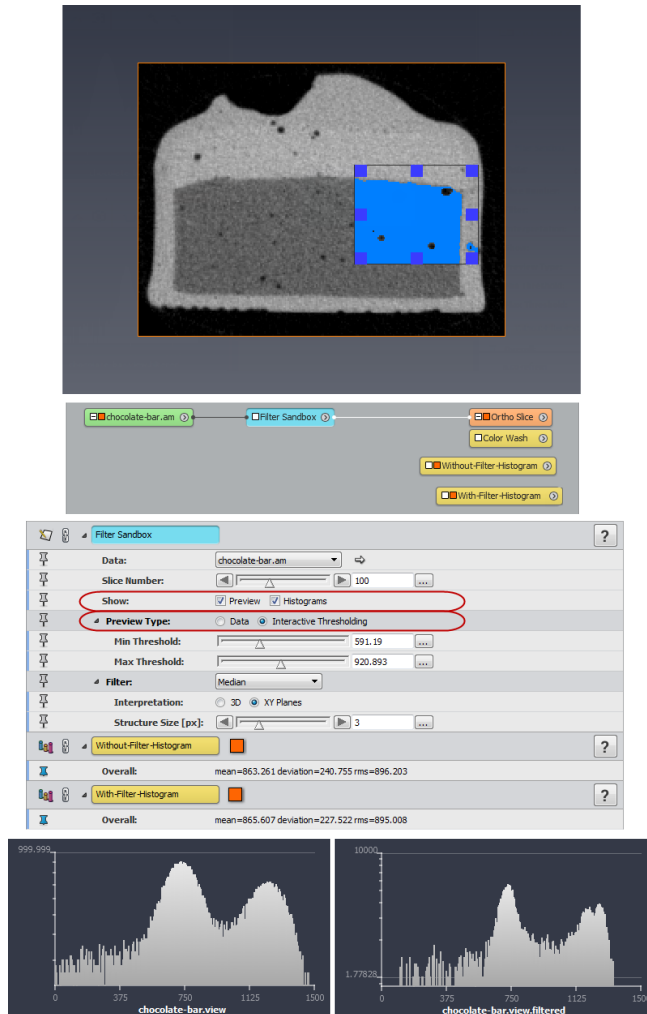 chocolate-bar.am
Filter Sandbox
Ortho Slice
Color Wash
Without-Filter-Histogram
With-Filter-Histogram
Filter Sandbox ?
Data: chocolate-bar.am
Slice Number: 100 ...
Show: Preview Histograms
Preview Type: Data Interactive Thresholding
Min Threshold: 591.19 ...
Max Threshold: 920.893 ...
Filter: Median
Interpretation: 3D XY Planes
Structure Size [px]: 3 ...
Without-Filter-Histogram ?
Overall: mean=863.261 deviation=240.755 rms=896.203
With-Filter-Histogram ?
Overall: mean=865.607 deviation=227.522 rms=895.008
999.999
0 375 750 1125 1500
chocolate-bar.view
10000
1.77828
0 375 750 1125 1500
chocolate-bar.view.filtered